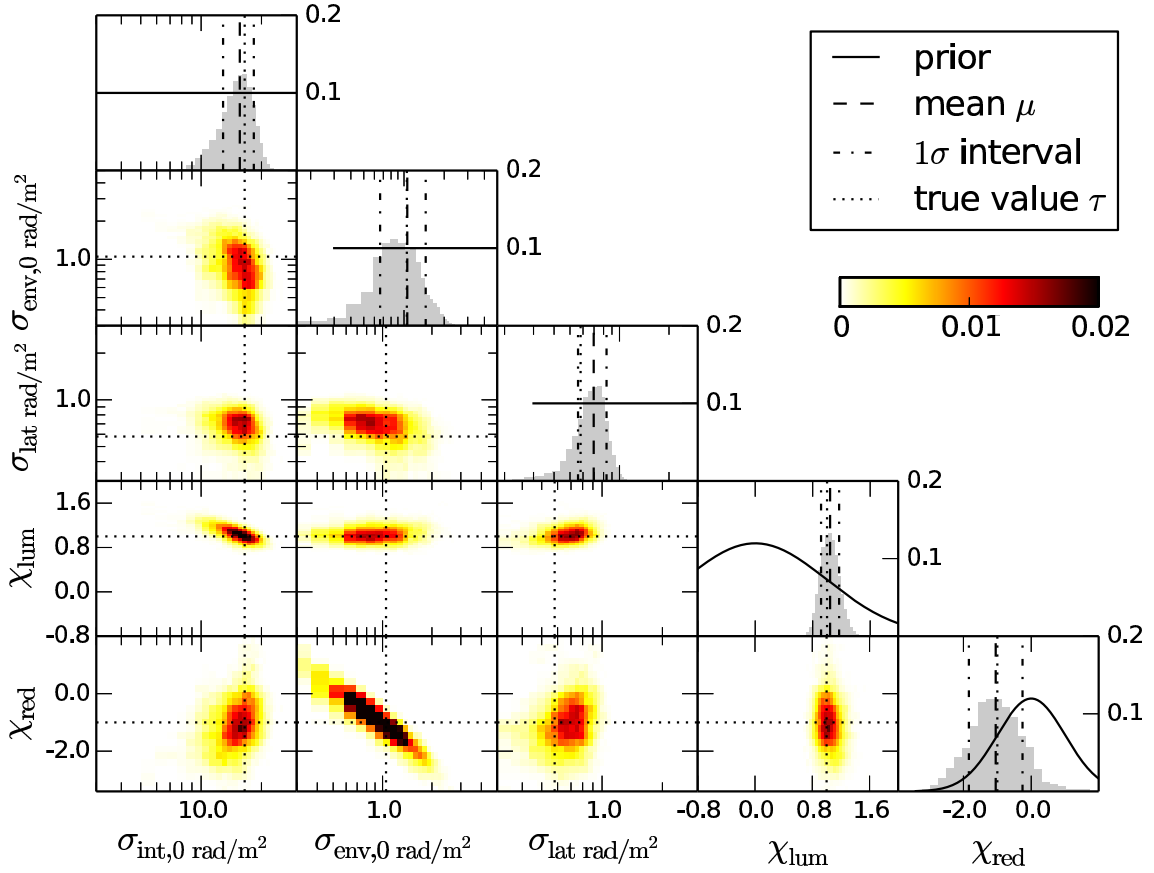 0.2
0.1
prior
mean μ
1σ interval
true value τ
σenv,0 rad/m²
1.0
0.2
0.1
0 0.01 0.02
σlat rad/m²
1.0
0.2
0.1
χlum
1.6
0.8
0.0
-0.8
0.2
0.1
χred
0.0
-2.0
0.2
0.1
10.0 1.0 1.0 -0.8 0.0 0.8 1.6 -2.0 0.0
σint,0 rad/m² σenv,0 rad/m² σlat rad/m² χlum χred